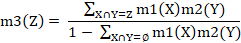 m3(Z) = ∑X∩Y=Z m1(X)m2(Y) / 1 − ∑X∩Y=∅ m1(X)m2(Y)